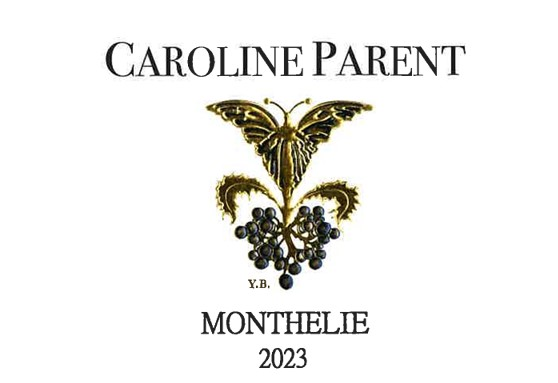 CAROLINE PARENT
Y.B.
MONTHELIE
2023